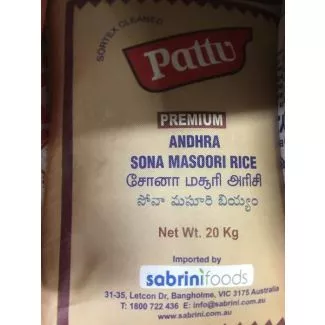 SORTEX CLEANED
Pattu
PREMIUM
ANDHRA
SONA MASOORI RICE
சோனா மசூரி அரிசி
సోనా మసూరి బియ్యం
Net Wt. 20 Kg
Imported by
sabrinifoods
31-35, Letcon Dr, Bangholme, VIC 3175 Australia
T: 1800 722 436 E: info@sabrini.com.au
www.sabrini.com.au